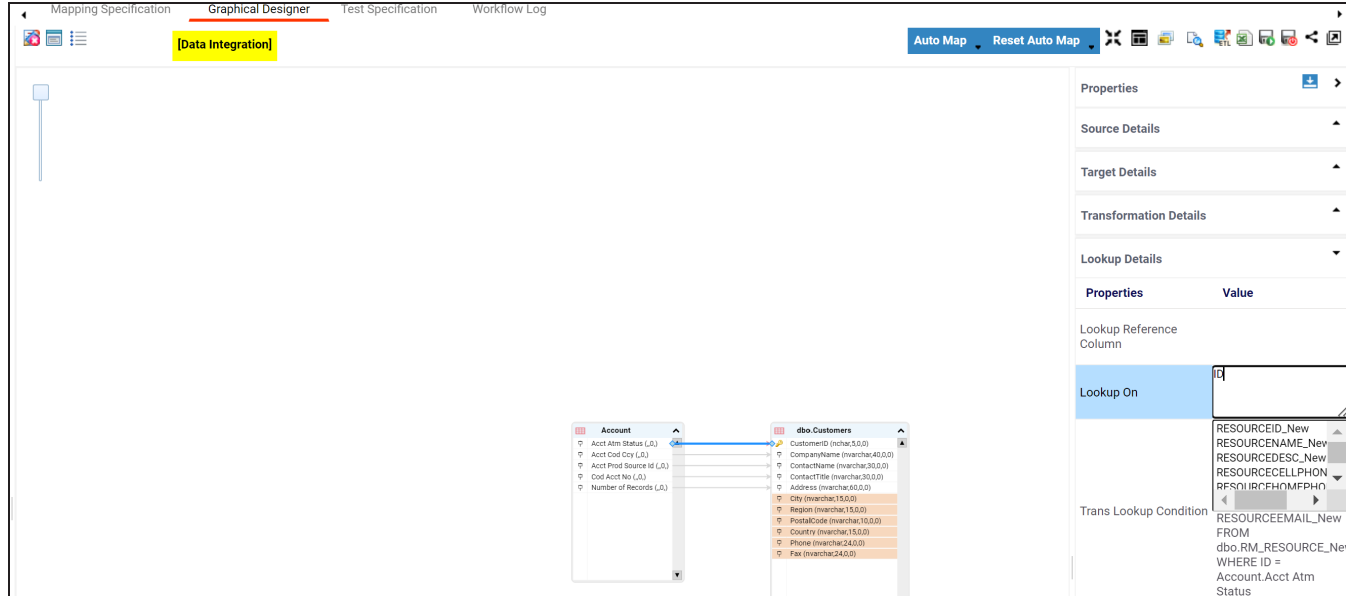 Mapping Specification
Graphical Designer
Test Specification
Workflow Log
[Data Integration]
Auto Map
Reset Auto Map
ETL
Properties
Source Details
Target Details
Transformation Details
Lookup Details
Properties Value
Lookup Reference
Column
Lookup On
ID
RESOURCEID_New
RESOURCENAME_New
RESOURCEDESC_New
RESOURCECELLPHON
RESOURCEHOMEPHO
Trans Lookup Condition
RESOURCEEMAIL_New
FROM
dbo.RM_RESOURCE_New
WHERE ID =
Account.Acct Atm
Status
Account
Acct Atm Status (,,0,)
Acct Cod Ccy (,,0,)
Acct Prod Source Id (,,0,)
Cod Acct No (,,0,)
Number of Records (,,0,)
dbo.Customers
CustomerID (nchar,5,0,0)
CompanyName (nvarchar,40,0,0)
ContactName (nvarchar,30,0,0)
ContactTitle (nvarchar,30,0,0)
Address (nvarchar,60,0,0)
City (nvarchar,15,0,0)
Region (nvarchar,15,0,0)
PostalCode (nvarchar,10,0,0)
Country (nvarchar,15,0,0)
Phone (nvarchar,24,0,0)
Fax (nvarchar,24,0,0)